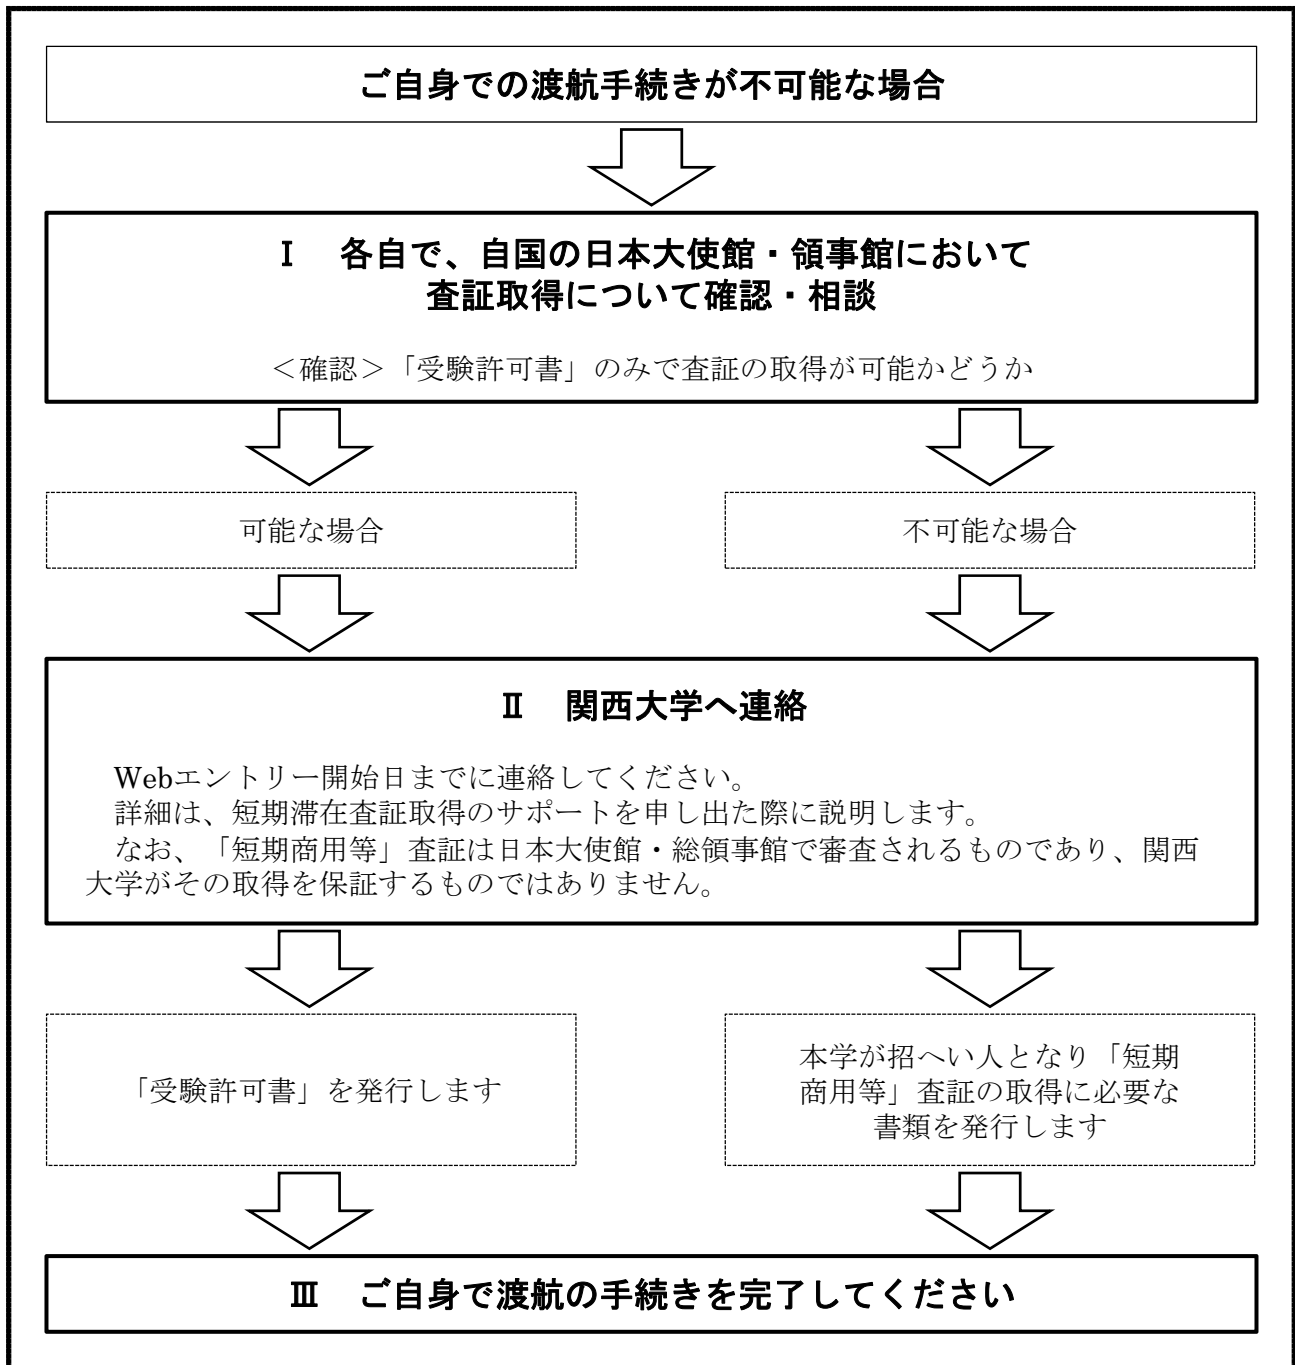 ご自身での渡航手続きが不可能な場合
Ⅰ　各自で、自国の日本大使館・領事館において
査証取得について確認・相談
＜確認＞「受験許可書」のみで査証の取得が可能かどうか
可能な場合
不可能な場合
Ⅱ　関西大学へ連絡
Webエントリー開始日までに連絡してください。
詳細は、短期滞在査証取得のサポートを申し出た際に説明します。
なお、「短期商用等」査証は日本大使館・総領事館で審査されるものであり、関西
大学がその取得を保証するものではありません。
「受験許可書」を発行します
本学が招へい人となり「短期
商用等」査証の取得に必要な
書類を発行します
Ⅲ　ご自身で渡航の手続きを完了してください